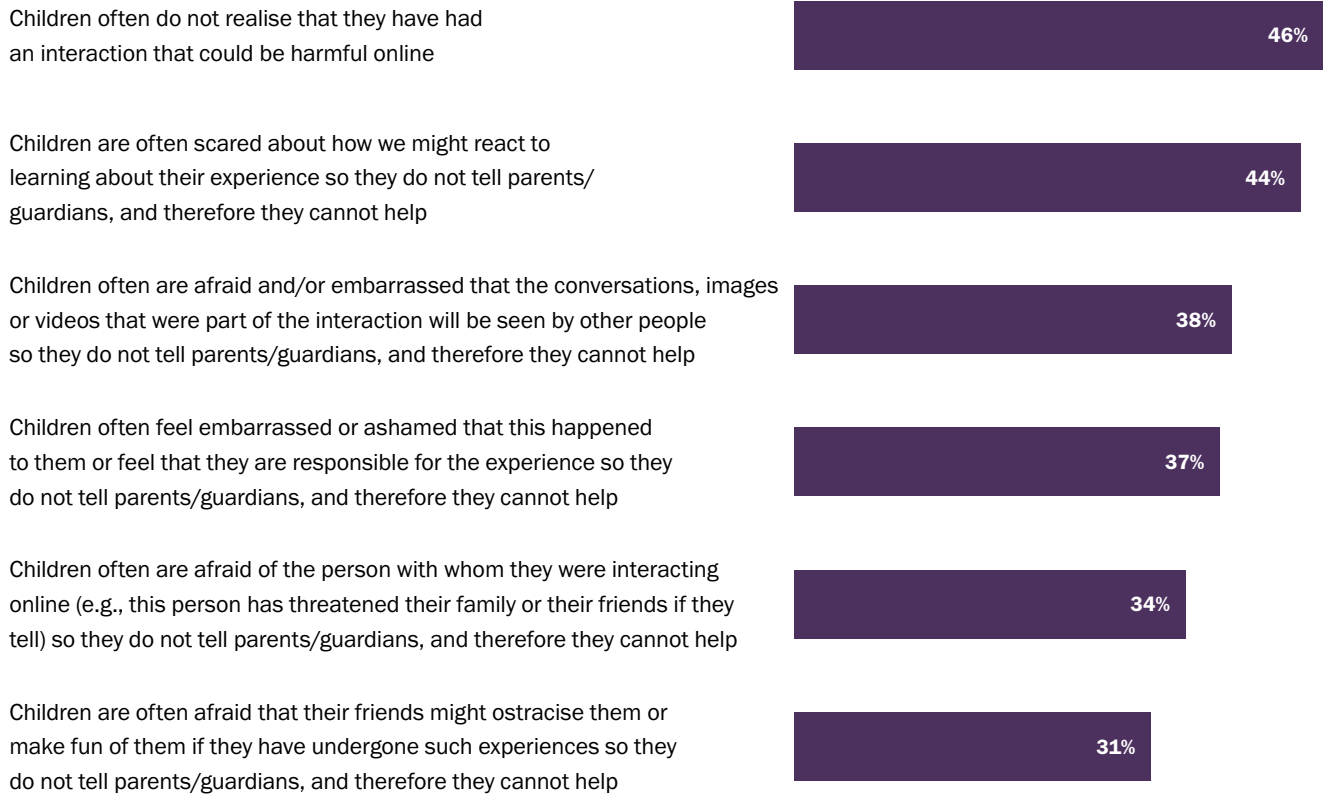 Children often do not realise that they have had
an interaction that could be harmful online
46%
Children are often scared about how we might react to
learning about their experience so they do not tell parents/
guardians, and therefore they cannot help
44%
Children often are afraid and/or embarrassed that the conversations, images
or videos that were part of the interaction will be seen by other people
so they do not tell parents/guardians, and therefore they cannot help
38%
Children often feel embarrassed or ashamed that this happened
to them or feel that they are responsible for the experience so they
do not tell parents/guardians, and therefore they cannot help
37%
Children often are afraid of the person with whom they were interacting
online (e.g., this person has threatened their family or their friends if they
tell) so they do not tell parents/guardians, and therefore they cannot help
34%
Children are often afraid that their friends might ostracise them or
make fun of them if they have undergone such experiences so they
do not tell parents/guardians, and therefore they cannot help
31%